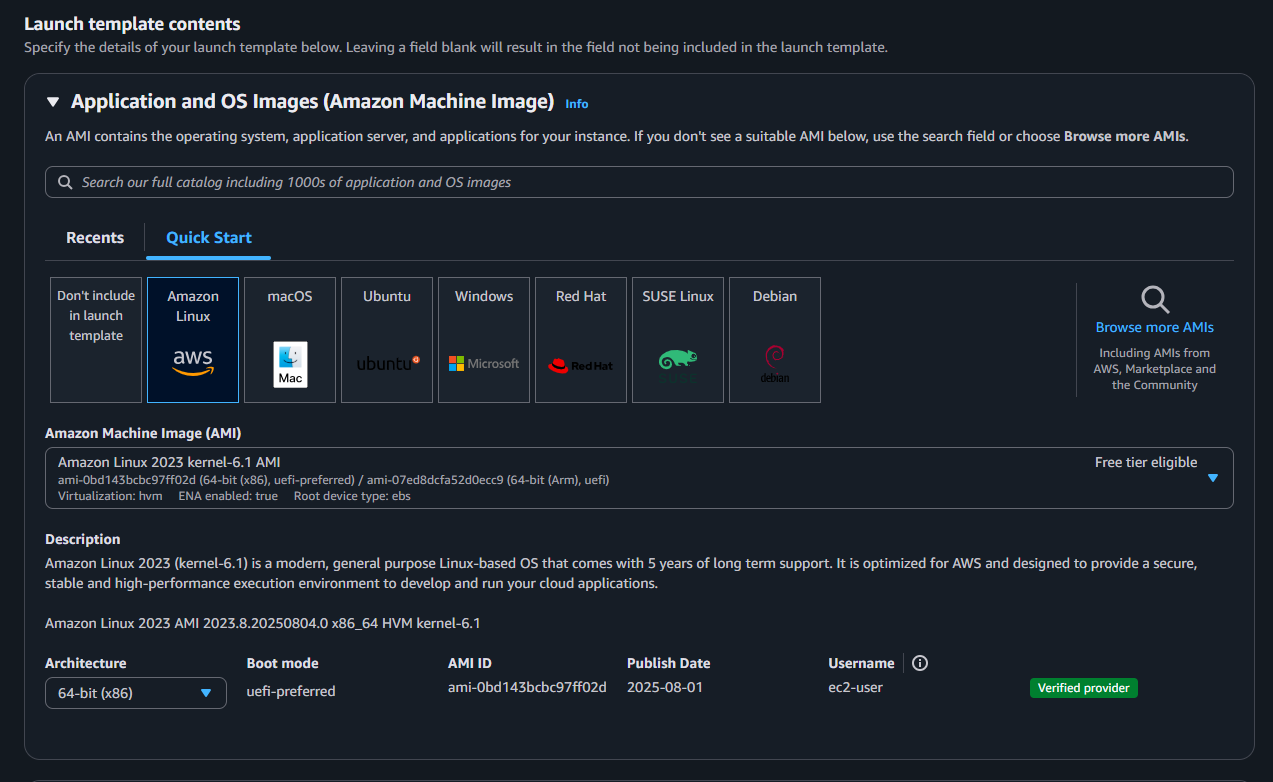 Launch template contents
Specify the details of your launch template below. Leaving a field blank will result in the field not being included in the launch template.
Application and OS Images (Amazon Machine Image) Info
An AMI contains the operating system, application server, and applications for your instance. If you don't see a suitable AMI below, use the search field or choose Browse more AMIs.
Search our full catalog including 1000s of application and OS images
Recents
Quick Start
Don't include
in launch
template
Amazon
Linux
aws
macOS
Mac
Ubuntu
ubuntu
Windows
Microsoft
Red Hat
Red Hat
SUSE Linux
Debian
debian
Browse more AMIs
Including AMIs from
AWS, Marketplace and
the Community
Amazon Machine Image (AMI)
Amazon Linux 2023 kernel-6.1 AMI
Free tier eligible
ami-0bd143bcbc97ff02d (64-bit (x86), uefi-preferred) / ami-07ed8dcfa52d0ecc9 (64-bit (Arm), uefi)
Virtualization: hvm ENA enabled: true Root device type: ebs
Description
Amazon Linux 2023 (kernel-6.1) is a modern, general purpose Linux-based OS that comes with 5 years of long term support. It is optimized for AWS and designed to provide a secure,
stable and high-performance execution environment to develop and run your cloud applications.
Amazon Linux 2023 AMI 2023.8.20250804.0 x86_64 HVM kernel-6.1
Architecture
64-bit (x86)
Boot mode
uefi-preferred
AMI ID
ami-0bd143bcbc97ff02d
Publish Date
2025-08-01
Username
ec2-user
Verified provider